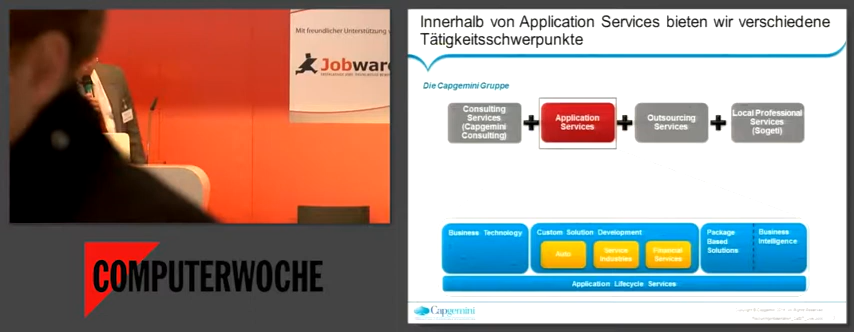 Mit freundlicher Unterstützung
Jobware
COMPUTERWOCHE
Innerhalb von Application Services bieten wir verschiedene
Tätigkeitsschwerpunkte
Die Capgemini Gruppe
Consulting
Services
(Capgemini
Consulting)
Application
Services
Outsourcing
Services
Local Professional
Services
(Sogeti)
Business Technology
Custom Solution Development
Auto
Service
Industries
Financial
Services
Package
Based
Solutions
Business
Intelligence
Application Lifecycle Services
Capgemini